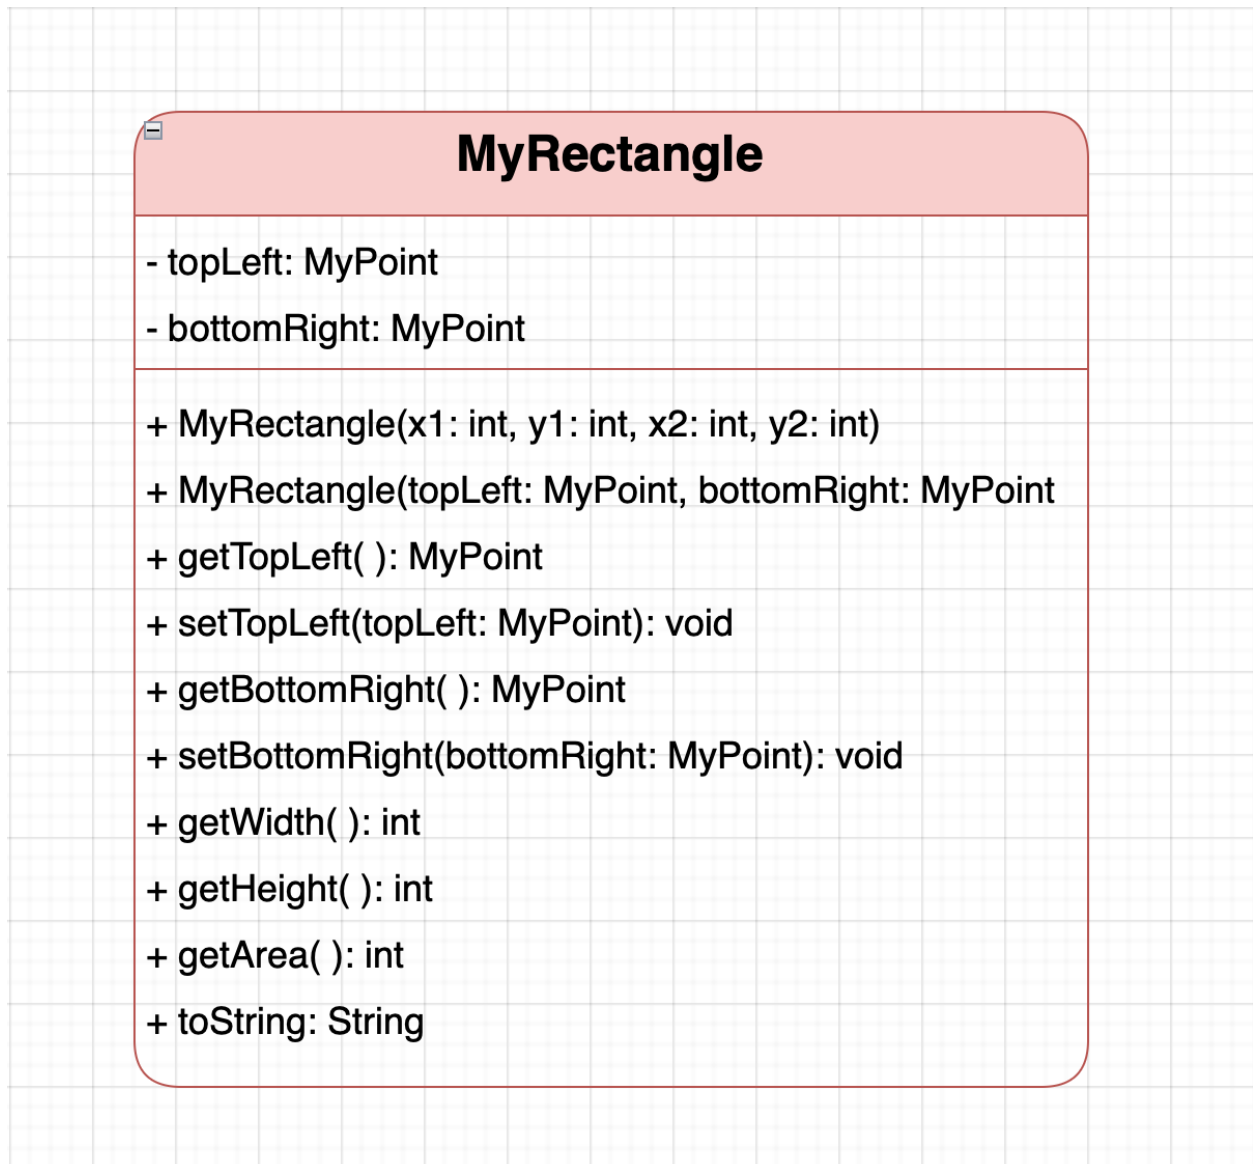 MyRectangle
- topLeft: MyPoint
- bottomRight: MyPoint
+ MyRectangle(x1: int, y1: int, x2: int, y2: int)
+ MyRectangle(topLeft: MyPoint, bottomRight: MyPoint
+ getTopLeft( ): MyPoint
+ setTopLeft(topLeft: MyPoint): void
+ getBottomRight( ): MyPoint
+ setBottomRight(bottomRight: MyPoint): void
+ getWidth( ): int
+ getHeight( ): int
+ getArea( ): int
+ toString: String